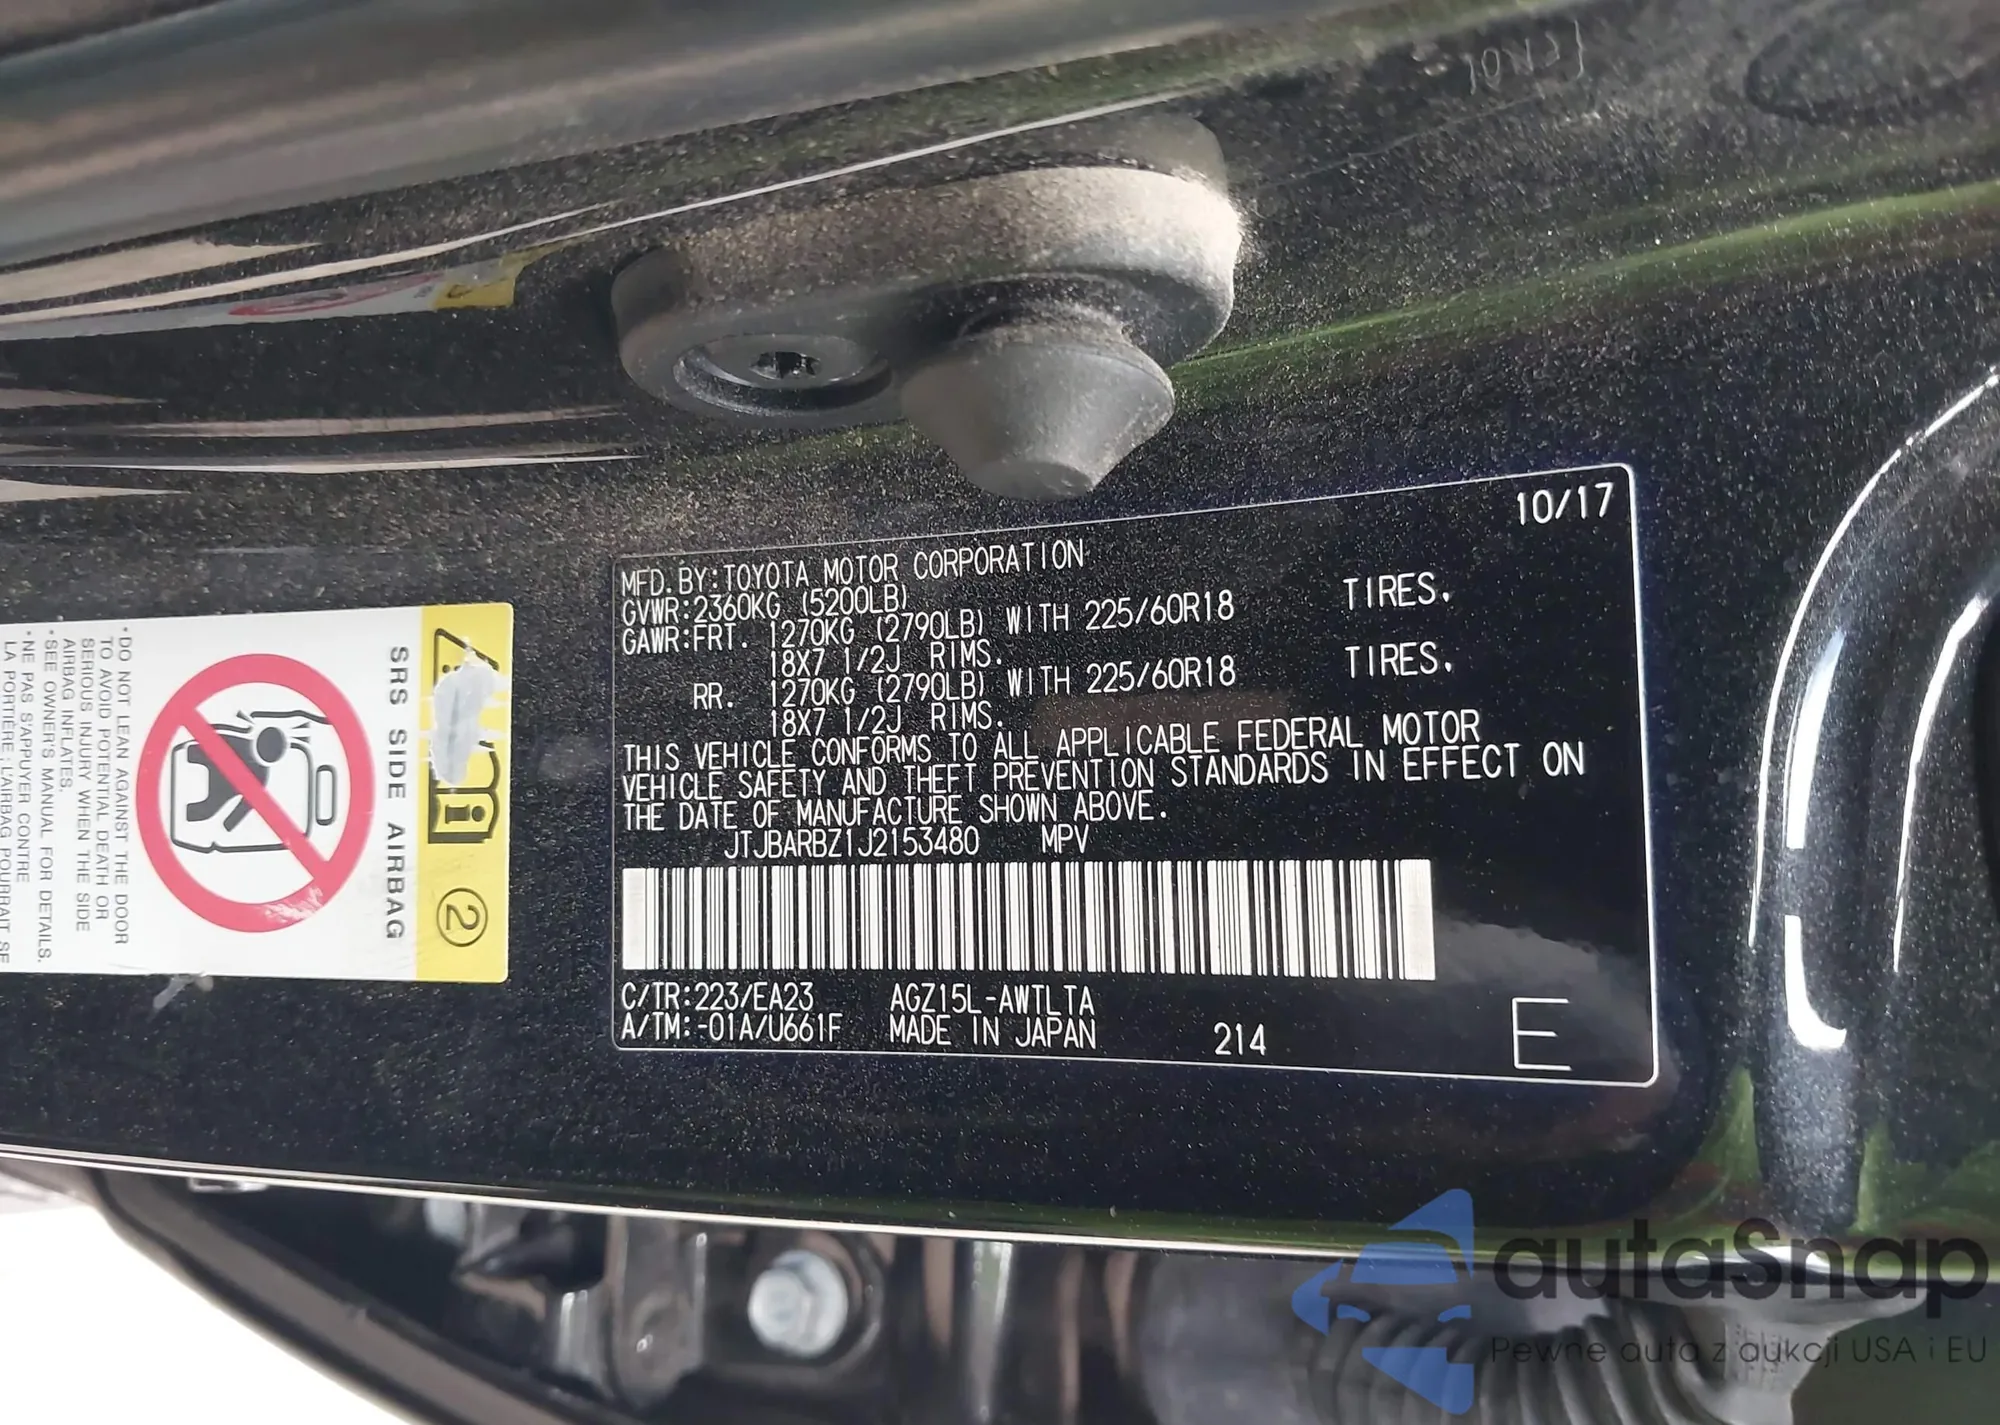 10/17
MFD.BY:TOYOTA MOTOR CORPORATION
GVWR:2360KG (5200LB)
GAWR:FRT. 1270KG (2790LB) WITH 225/60R18 TIRES.
18X7 1/2J RIMS.
RR. 1270KG (2790LB) WITH 225/60R18 TIRES.
18X7 1/2J RIMS.
THIS VEHICLE CONFORMS TO ALL APPLICABLE FEDERAL MOTOR
VEHICLE SAFETY AND THEFT PREVENTION STANDARDS IN EFFECT ON
THE DATE OF MANUFACTURE SHOWN ABOVE.
JTJBARBZ1J2153480 MPV
C/TR:223/EA23 AGZ15L-AWTLTA
A/TM:-01A/U661F MADE IN JAPAN 214 E
2
SRS SIDE AIRBAG
•DO NOT LEAN AGAINST THE DOOR
TO AVOID POTENTIAL DEATH OR
SERIOUS INJURY WHEN THE SIDE
AIRBAG INFLATES.
•SEE OWNER'S MANUAL FOR DETAILS.
•NE PAS S'APPUYER CONTRE
LA PORTIÈRE : L'AIRBAG POURRAIT SE
autaSnap
Pewne auta z aukcji USA i EU